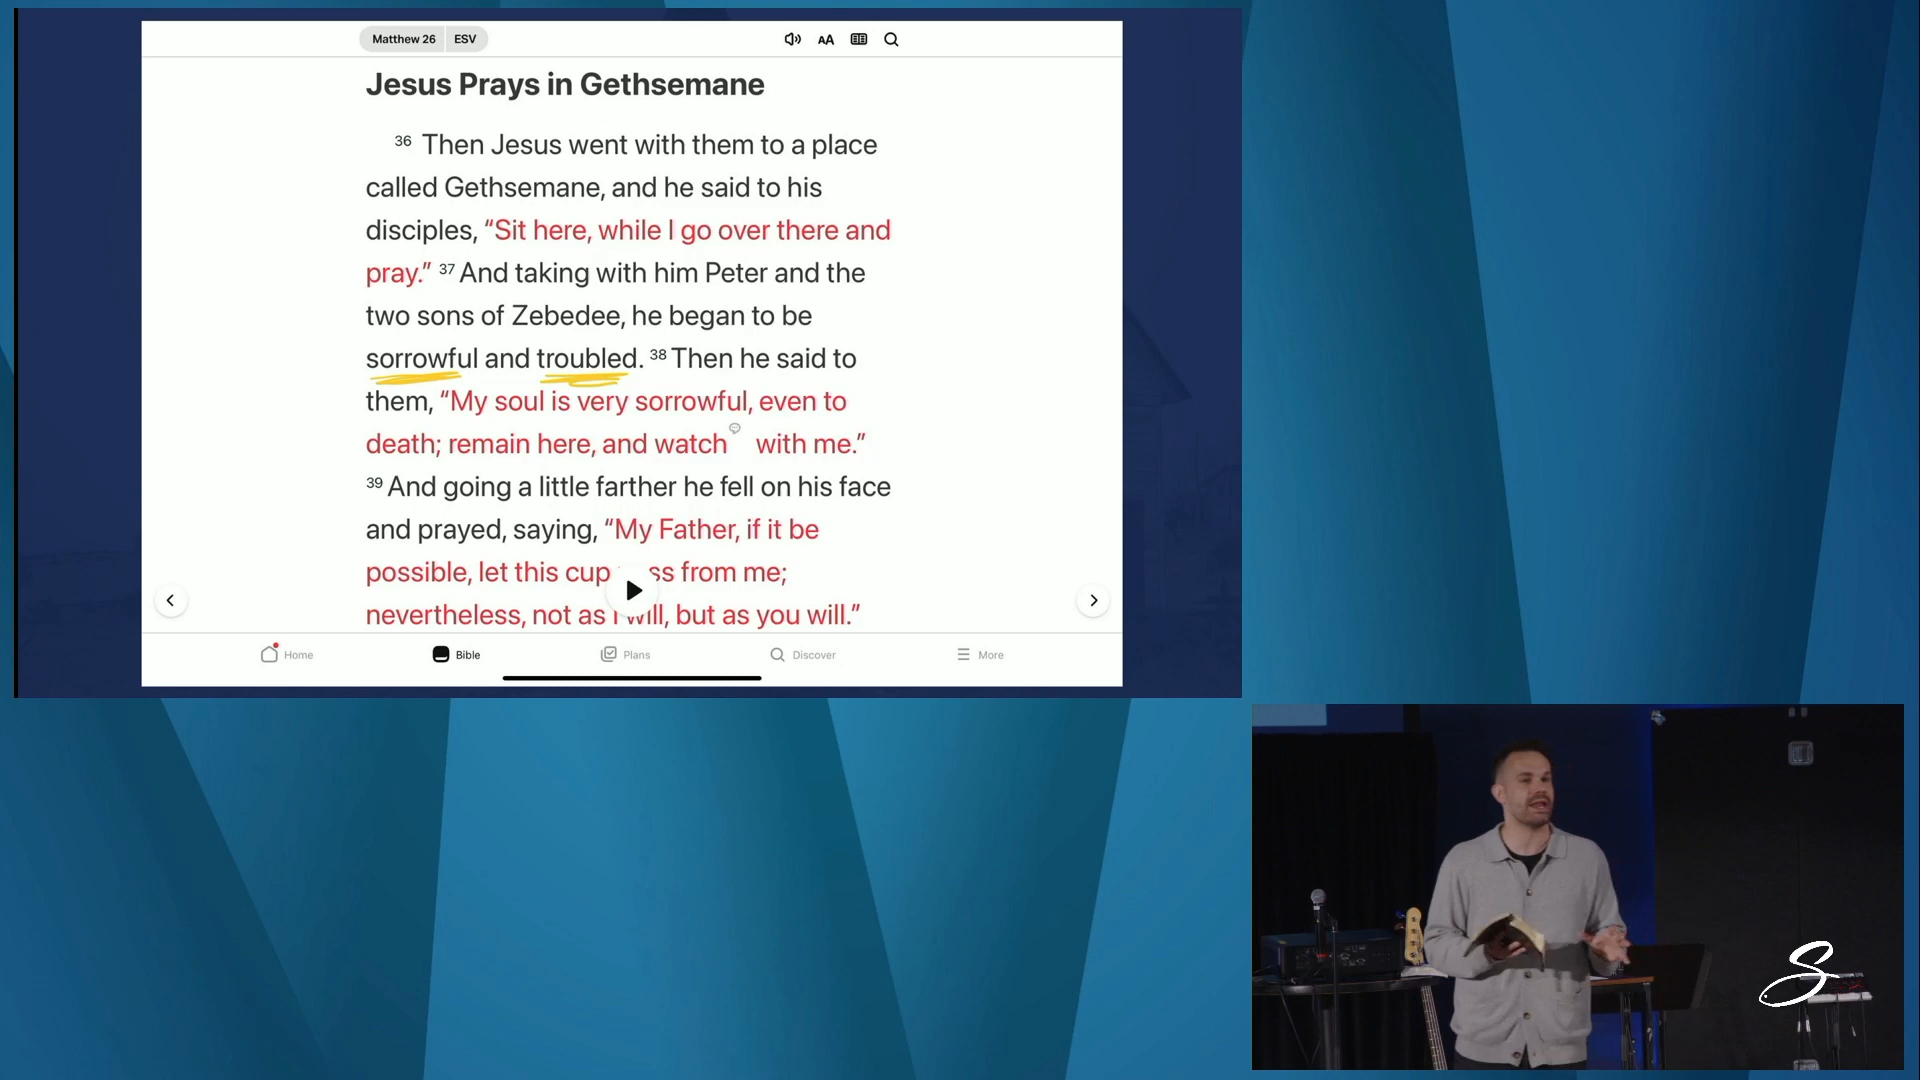 Matthew 26 ESV AA
Jesus Prays in Gethsemane
36 Then Jesus went with them to a place
called Gethsemane, and he said to his
disciples, “Sit here, while I go over there and
pray.” 37 And taking with him Peter and the
two sons of Zebedee, he began to be
sorrowful and troubled. 38 Then he said to
them, “My soul is very sorrowful, even to
death; remain here, and watch with me.”
39 And going a little farther he fell on his face
and prayed, saying, “My Father, if it be
possible, let this cup ss from me;
nevertheless, not as I will, but as you will.”
Home Bible Plans Discover More
S